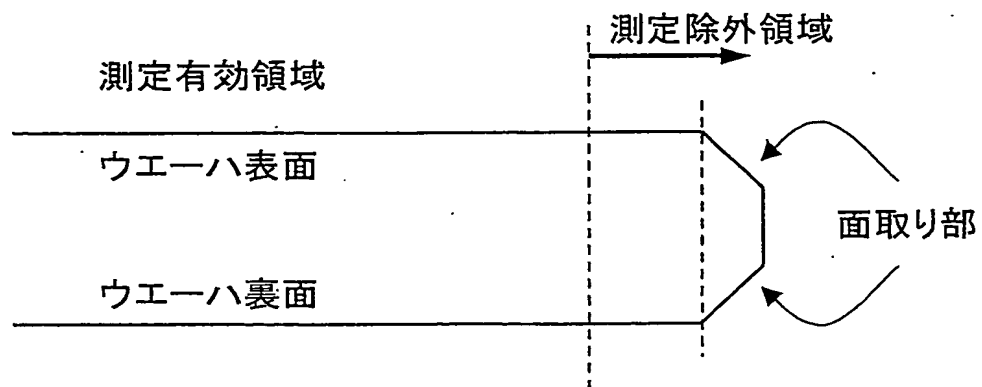 測定除外領域
測定有効領域
ウエーハ表面
面取り部
ウエーハ裏面